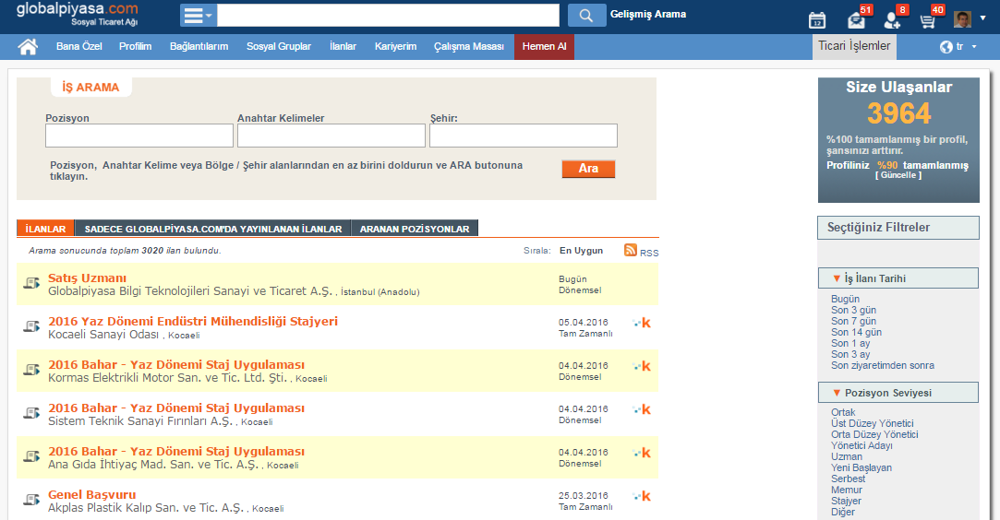 globalpiyasa.com
Sosyal Ticaret Ağı
Gelişmiş Arama
12
51
8
40
Bana Özel
Profilim
Bağlantılarım
Sosyal Gruplar
İlanlar
Kariyerim
Çalışma Masası
Hemen Al
Ticari İşlemler
tr
İŞ ARAMA
Pozisyon
Anahtar Kelimeler
Şehir:
Pozisyon, Anahtar Kelime veya Bölge / Şehir alanlarından en az birini doldurun ve ARA butonuna
tıklayın.
Ara
Size Ulaşanlar
3964
%100 tamamlanmış bir profil,
şansınızı arttırır.
Profiliniz %90 tamamlanmış
[ Güncelle ]
İLANLAR
SADECE GLOBALPİYASA.COM'DA YAYINLANAN İLANLAR
ARANAN POZİSYONLAR
Arama sonucunda toplam 3020 ilan bulundu.
Sırala: En Uygun
RSS
Satış Uzmanı
Globalpiyasa Bilgi Teknolojileri Sanayi ve Ticaret A.Ş. , İstanbul (Anadolu)
Bugün
Dönemsel
2016 Yaz Dönemi Endüstri Mühendisliği Stajyeri
Kocaeli Sanayi Odası , Kocaeli
05.04.2016
Tam Zamanlı
k
2016 Bahar - Yaz Dönemi Staj Uygulaması
Kormas Elektrikli Motor San. ve Tic. Ltd. Şti. , Kocaeli
04.04.2016
Dönemsel
k
2016 Bahar - Yaz Dönemi Staj Uygulaması
Sistem Teknik Sanayi Fırınları A.Ş. , Kocaeli
04.04.2016
Dönemsel
k
2016 Bahar - Yaz Dönemi Staj Uygulaması
Ana Gıda İhtiyaç Mad. San. ve Tic. A.Ş. , Kocaeli
04.04.2016
Dönemsel
k
Genel Başvuru
Akplas Plastik Kalıp San. ve Tic. A.Ş. , Kocaeli
25.03.2016
Tam Zamanlı
k
Seçtiğiniz Filtreler
▼ İş İlanı Tarihi
Bugün
Son 3 gün
Son 7 gün
Son 14 gün
Son 1 ay
Son 3 ay
Son ziyaretimden sonra
▼ Pozisyon Seviyesi
Ortak
Üst Düzey Yönetici
Orta Düzey Yönetici
Yönetici Adayı
Uzman
Yeni Başlayan
Serbest
Memur
Stajyer
Diğer